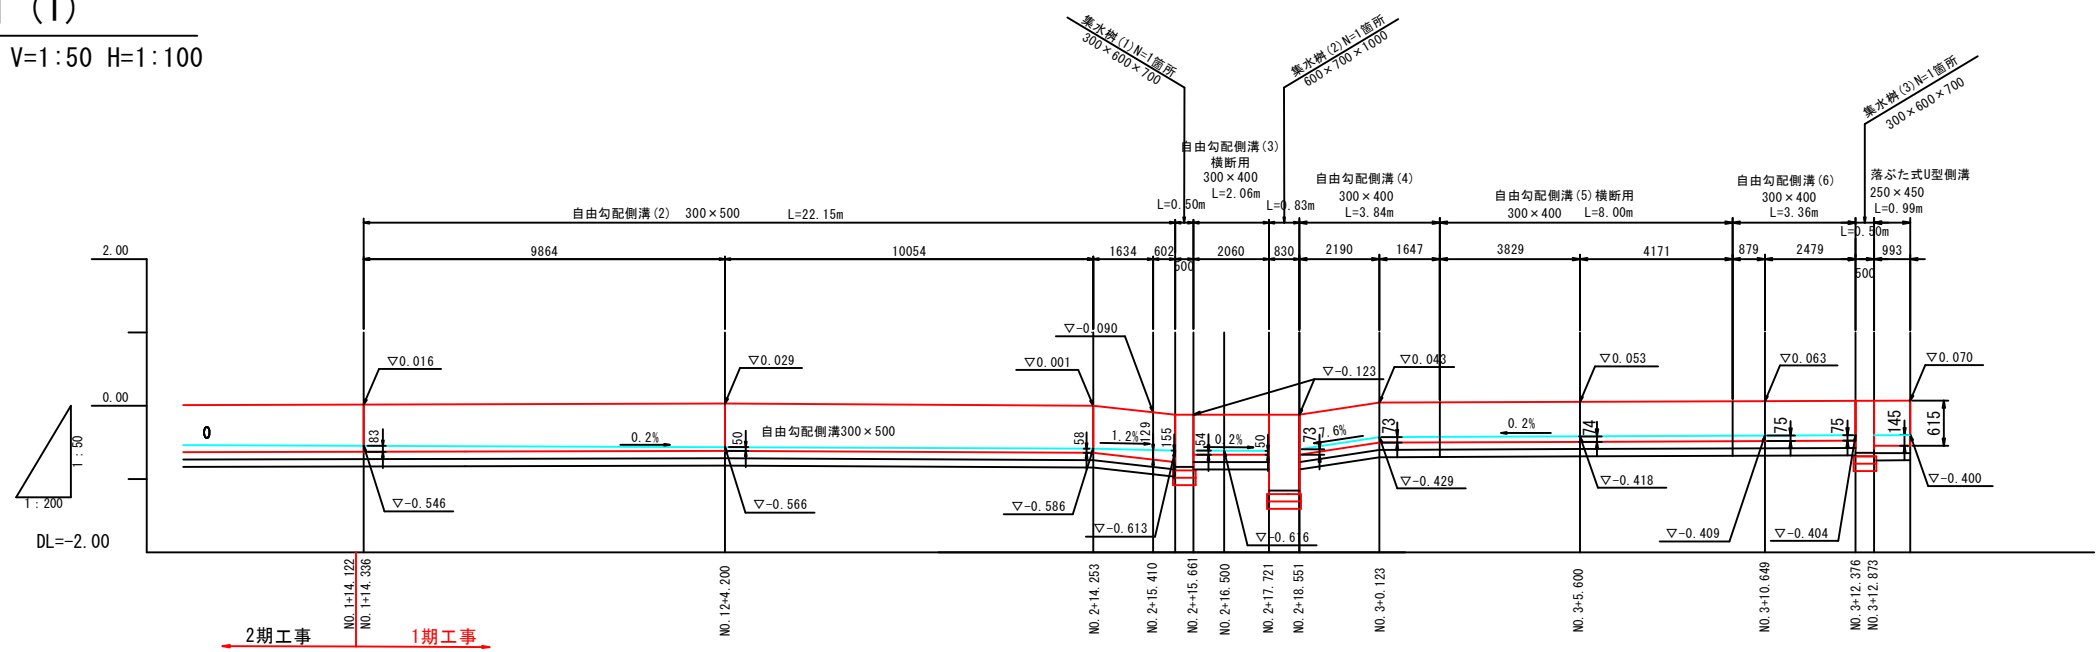 (1)
V=1:50 H=1:100
集水桝(1)N=1箇所
300×600×700
集水桝(2)N=1箇所
600×700×1000
集水桝(3)N=1箇所
300×600×700
自由勾配側溝(2) 300×500 L=22.15m
L=0.50m
自由勾配側溝(3)
横断用
300×400
L=2.06m
L=0.83m
自由勾配側溝(4)
300×400
L=3.84m
自由勾配側溝(5)横断用
300×400 L=8.00m
自由勾配側溝(6)
300×400
L=3.36m
L=0.50m
落ぶた式U型側溝
250×450
L=0.99m
9864
10054
1634
602
500
2060
830
2190
1647
3829
4171
879
2479
500
993
2.00
0.00
DL=-2.00
1:50
1:200
▽0.016
▽0.029
▽0.001
▽-0.090
▽-0.123
▽0.043
▽0.053
▽0.063
▽0.070
0
83
0.2%
50
自由勾配側溝300×500
58
1.2%
129
155
54
0.2%
50
73
7.6%
73
0.2%
74
75
75
145
615
▽-0.546
▽-0.566
▽-0.586
▽-0.613
▽-0.616
▽-0.429
▽-0.418
▽-0.409
▽-0.404
▽-0.400
NO.1+14.122
NO.1+14.336
NO.12+4.200
NO.2+14.253
NO.2+15.410
NO.2++15.661
NO.2+16.500
NO.2+17.721
NO.2+18.551
NO.3+0.123
NO.3+5.600
NO.3+10.649
NO.3+12.376
NO.3+12.873
2期工事
1期工事